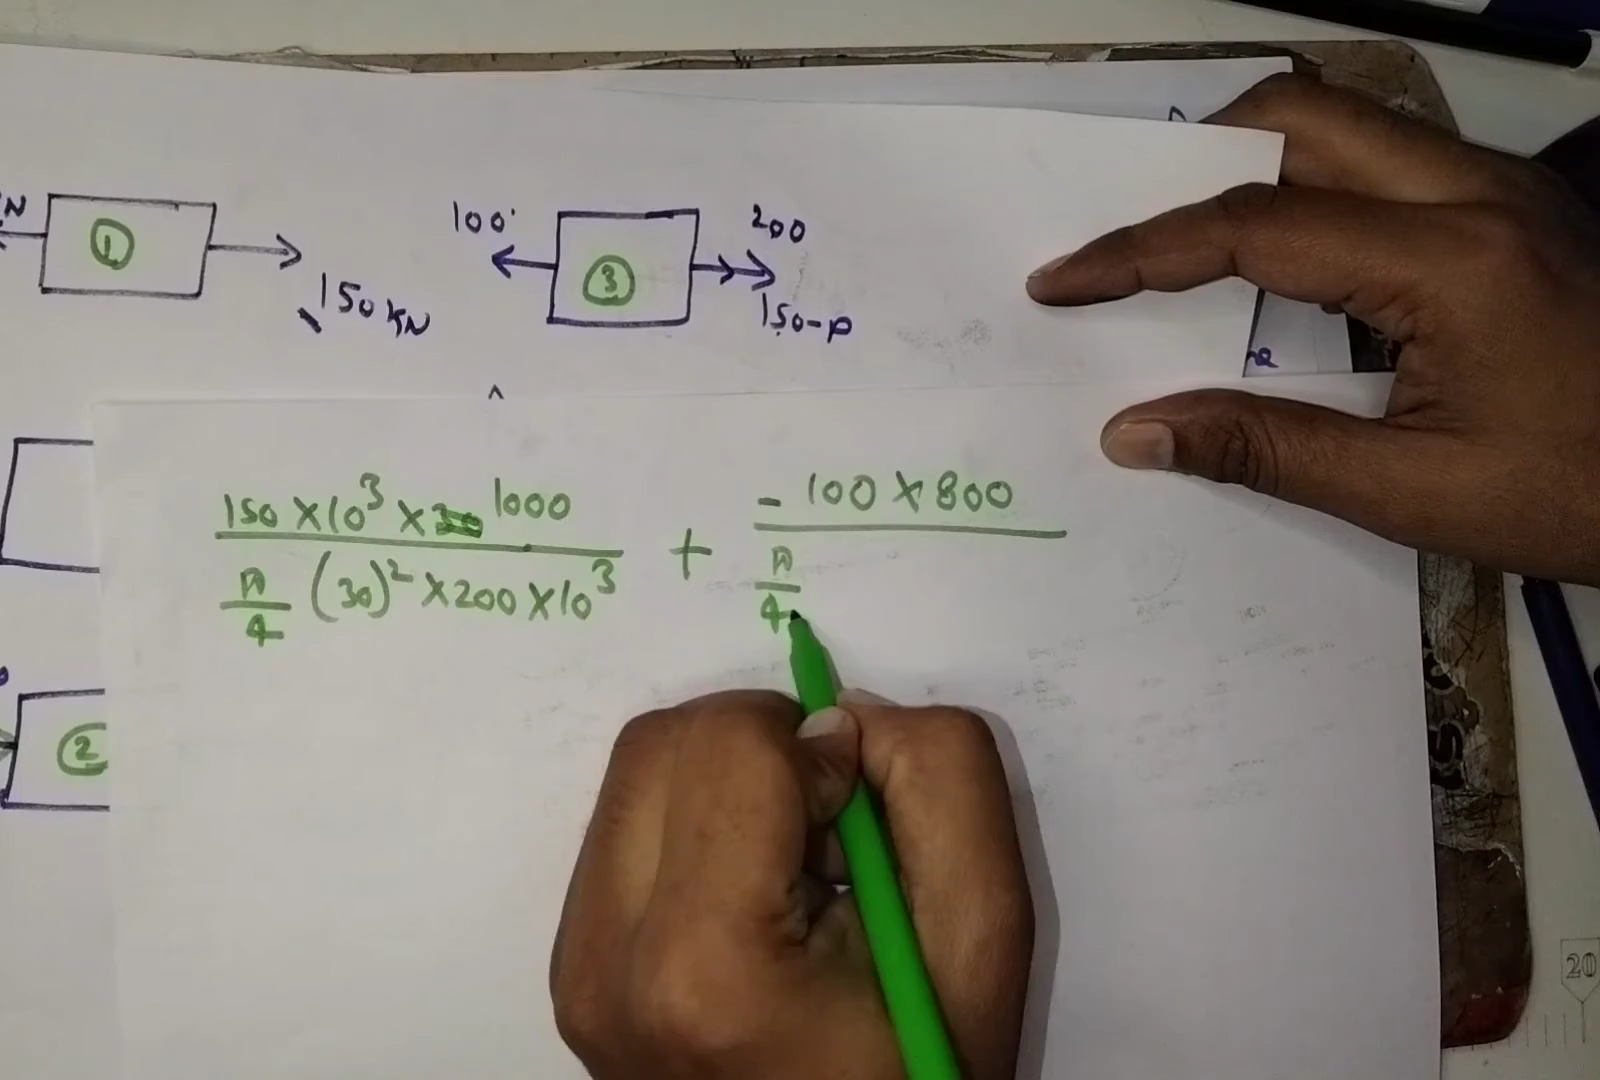 N
①
150 KN
100
③
200
150-P
150 × 10³ × 1000
π/4 (30)² × 200 × 10³
+
- 100 × 800
π/4
②
20